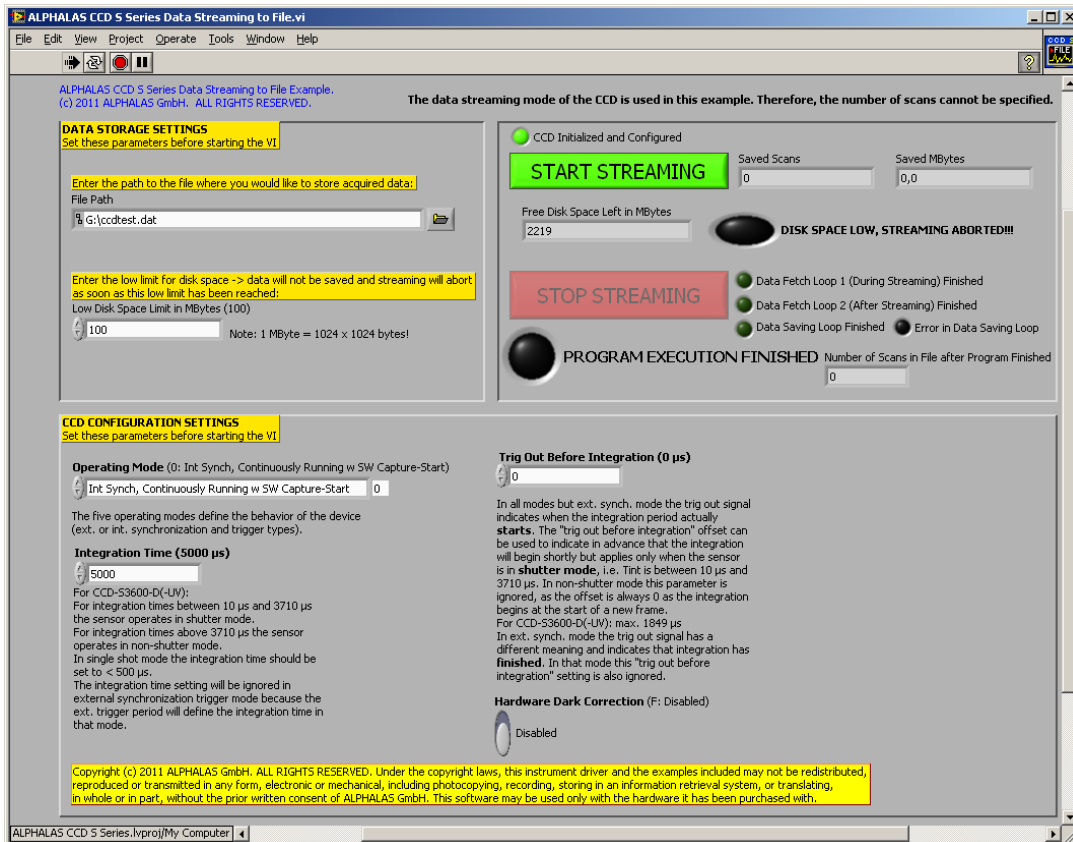 ALPHALAS CCD S Series Data Streaming to File.vi
File Edit View Project Operate Tools Window Help
CCD S
FILE
ALPHALAS CCD S Series Data Streaming to File Example.
(c) 2011 ALPHALAS GmbH. ALL RIGHTS RESERVED.
The data streaming mode of the CCD is used in this example. Therefore, the number of scans cannot be specified.
DATA STORAGE SETTINGS
Set these parameters before starting the VI
Enter the path to the file where you would like to store acquired data:
File Path
G:\ccdtest.dat
Enter the low limit for disk space -> data will not be saved and streaming will abort
as soon as this low limit has been reached:
Low Disk Space Limit in MBytes (100)
100
Note: 1 MByte = 1024 x 1024 bytes!
CCD Initialized and Configured
START STREAMING
Saved Scans
0
Saved MBytes
0,0
Free Disk Space Left in MBytes
2219
DISK SPACE LOW, STREAMING ABORTED!!!
STOP STREAMING
Data Fetch Loop 1 (During Streaming) Finished
Data Fetch Loop 2 (After Streaming) Finished
Data Saving Loop Finished
Error in Data Saving Loop
PROGRAM EXECUTION FINISHED
Number of Scans in File after Program Finished
0
CCD CONFIGURATION SETTINGS
Set these parameters before starting the VI
Operating Mode (0: Int Synch, Continuously Running w SW Capture-Start)
Int Synch, Continuously Running w SW Capture-Start 0
The five operating modes define the behavior of the device
(ext. or int. synchronization and trigger types).
Integration Time (5000 µs)
5000
For CCD-S3600-D(-UV):
For integration times between 10 µs and 3710 µs
the sensor operates in shutter mode.
For integration times above 3710 µs the sensor
operates in non-shutter mode.
In single shot mode the integration time should be
set to < 500 µs.
The integration time setting will be ignored in
external synchronization trigger mode because the
ext. trigger period will define the integration time in
that mode.
Trig Out Before Integration (0 µs)
0
In all modes but ext. synch. mode the trig out signal
indicates when the integration period actually
starts. The "trig out before integration" offset can
be used to indicate in advance that the integration
will begin shortly but applies only when the sensor
is in shutter mode, i.e. Tint is between 10 µs and
3710 µs. In non-shutter mode this parameter is
ignored, as the offset is always 0 as the integration
begins at the start of a new frame.
For CCD-S3600-D(-UV): max. 1849 µs
In ext. synch. mode the trig out signal has a
different meaning and indicates that integration has
finished. In that mode this "trig out before
integration" setting is also ignored.
Hardware Dark Correction (F: Disabled)
Disabled
Copyright (c) 2011 ALPHALAS GmbH. ALL RIGHTS RESERVED. Under the copyright laws, this instrument driver and the examples included may not be redistributed,
reproduced or transmitted in any form, electronic or mechanical, including photocopying, recording, storing in an information retrieval system, or translating,
in whole or in part, without the prior written consent of ALPHALAS GmbH. This software may be used only with the hardware it has been purchased with.
ALPHALAS CCD S Series.lvproj/My Computer